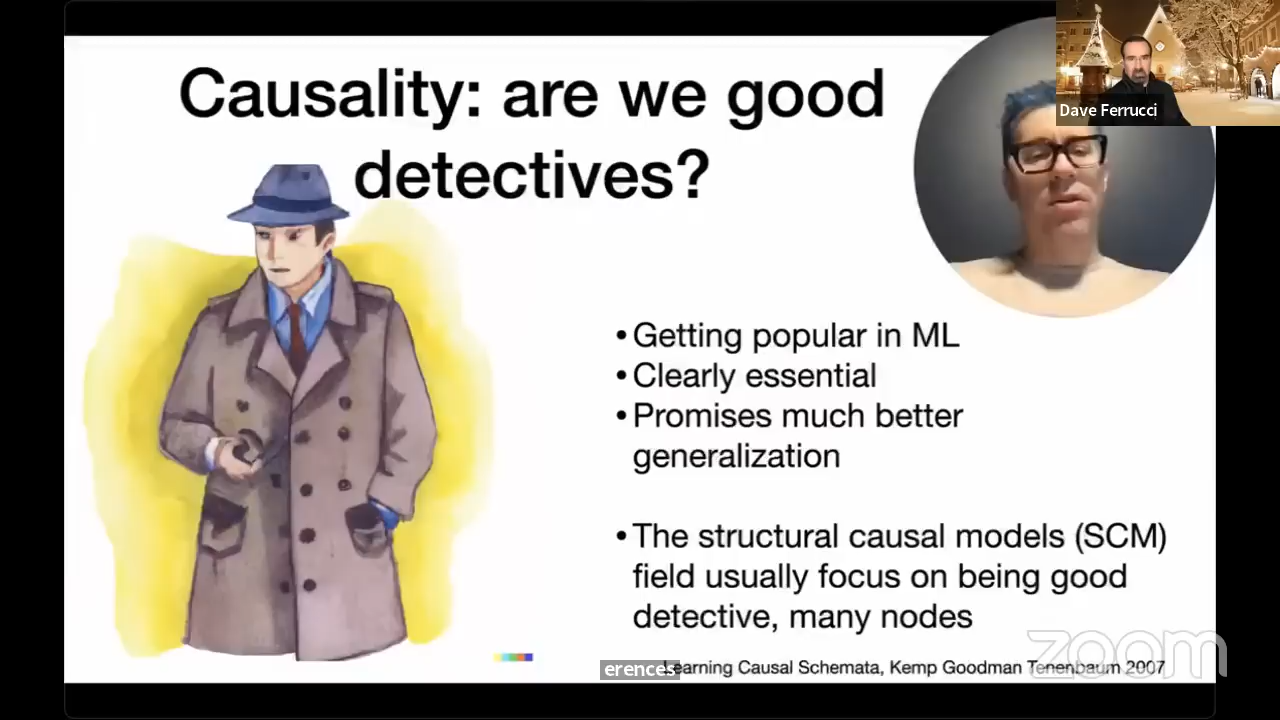 Causality: are we good
detectives?
Dave Ferrucci
• Getting popular in ML
• Clearly essential
• Promises much better
generalization
• The structural causal models (SCM)
field usually focus on being good
detective, many nodes
zoom
erences
Learning Causal Schemata, Kemp Goodman Tenenbaum 2007